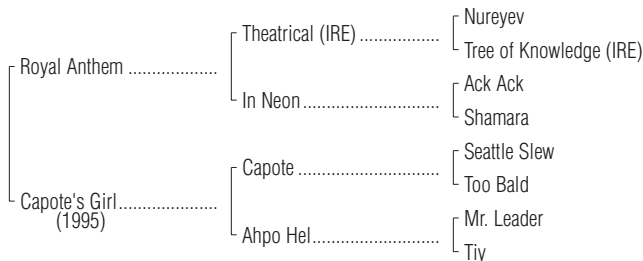 Nureyev
Theatrical (IRE) ..................
Tree of Knowledge (IRE)
Royal Anthem ....................
Ack Ack
In Neon ...............................
Shamara
Seattle Slew
Capote ................................
Too Bald
Capote's Girl ......................
(1995)
Mr. Leader
Ahpo Hel .............................
Tiy